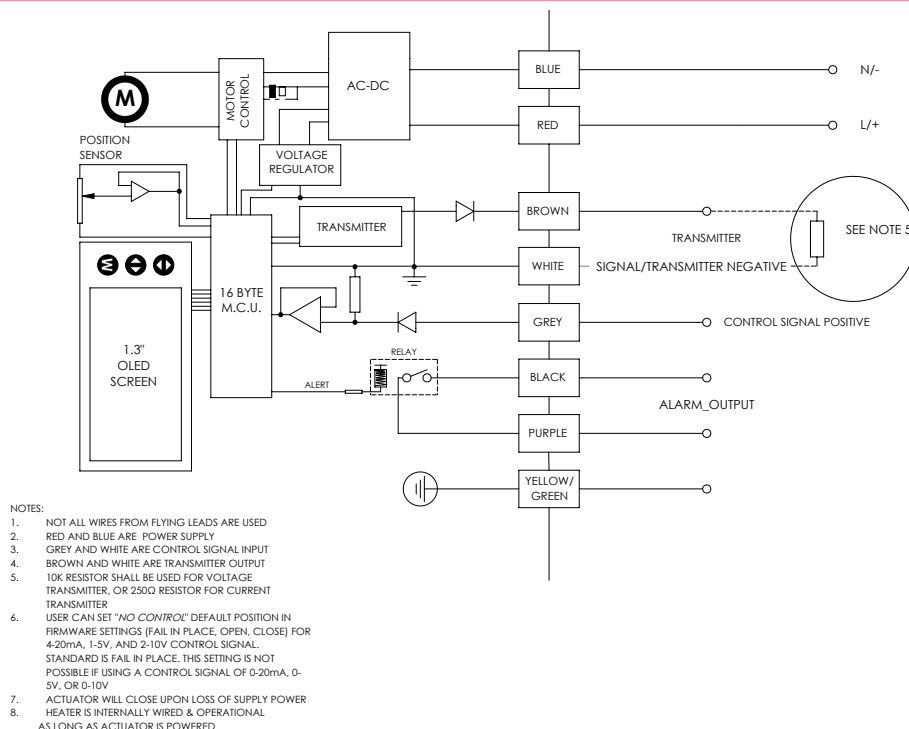 M
POSITION
SENSOR
MOTOR
CONTROL
AC-DC
VOLTAGE
REGULATOR
TRANSMITTER
16 BYTE
M.C.U.
M
1.3"
OLED
SCREEN
RELAY
ALERT
BLUE
N/-
RED
L/+
BROWN
TRANSMITTER
SEE NOTE 5
WHITE
SIGNAL/TRANSMITTER NEGATIVE
GREY
CONTROL SIGNAL POSITIVE
BLACK
ALARM_OUTPUT
PURPLE
YELLOW/
GREEN
NOTES:
1. NOT ALL WIRES FROM FLYING LEADS ARE USED
2. RED AND BLUE ARE POWER SUPPLY
3. GREY AND WHITE ARE CONTROL SIGNAL INPUT
4. BROWN AND WHITE ARE TRANSMITTER OUTPUT
5. 10K RESISTOR SHALL BE USED FOR VOLTAGE
TRANSMITTER, OR 250Ω RESISTOR FOR CURRENT
TRANSMITTER
6. USER CAN SET "NO CONTROL" DEFAULT POSITION IN
FIRMWARE SETTINGS (FAIL IN PLACE, OPEN, CLOSE) FOR
4-20mA, 1-5V, AND 2-10V CONTROL SIGNAL.
STANDARD IS FAIL IN PLACE. THIS SETTING IS NOT
POSSIBLE IF USING A CONTROL SIGNAL OF 0-20mA, 0-
5V, OR 0-10V
7. ACTUATOR WILL CLOSE UPON LOSS OF SUPPLY POWER
8. HEATER IS INTERNALLY WIRED & OPERATIONAL
AS LONG AS ACTUATOR IS POWERED